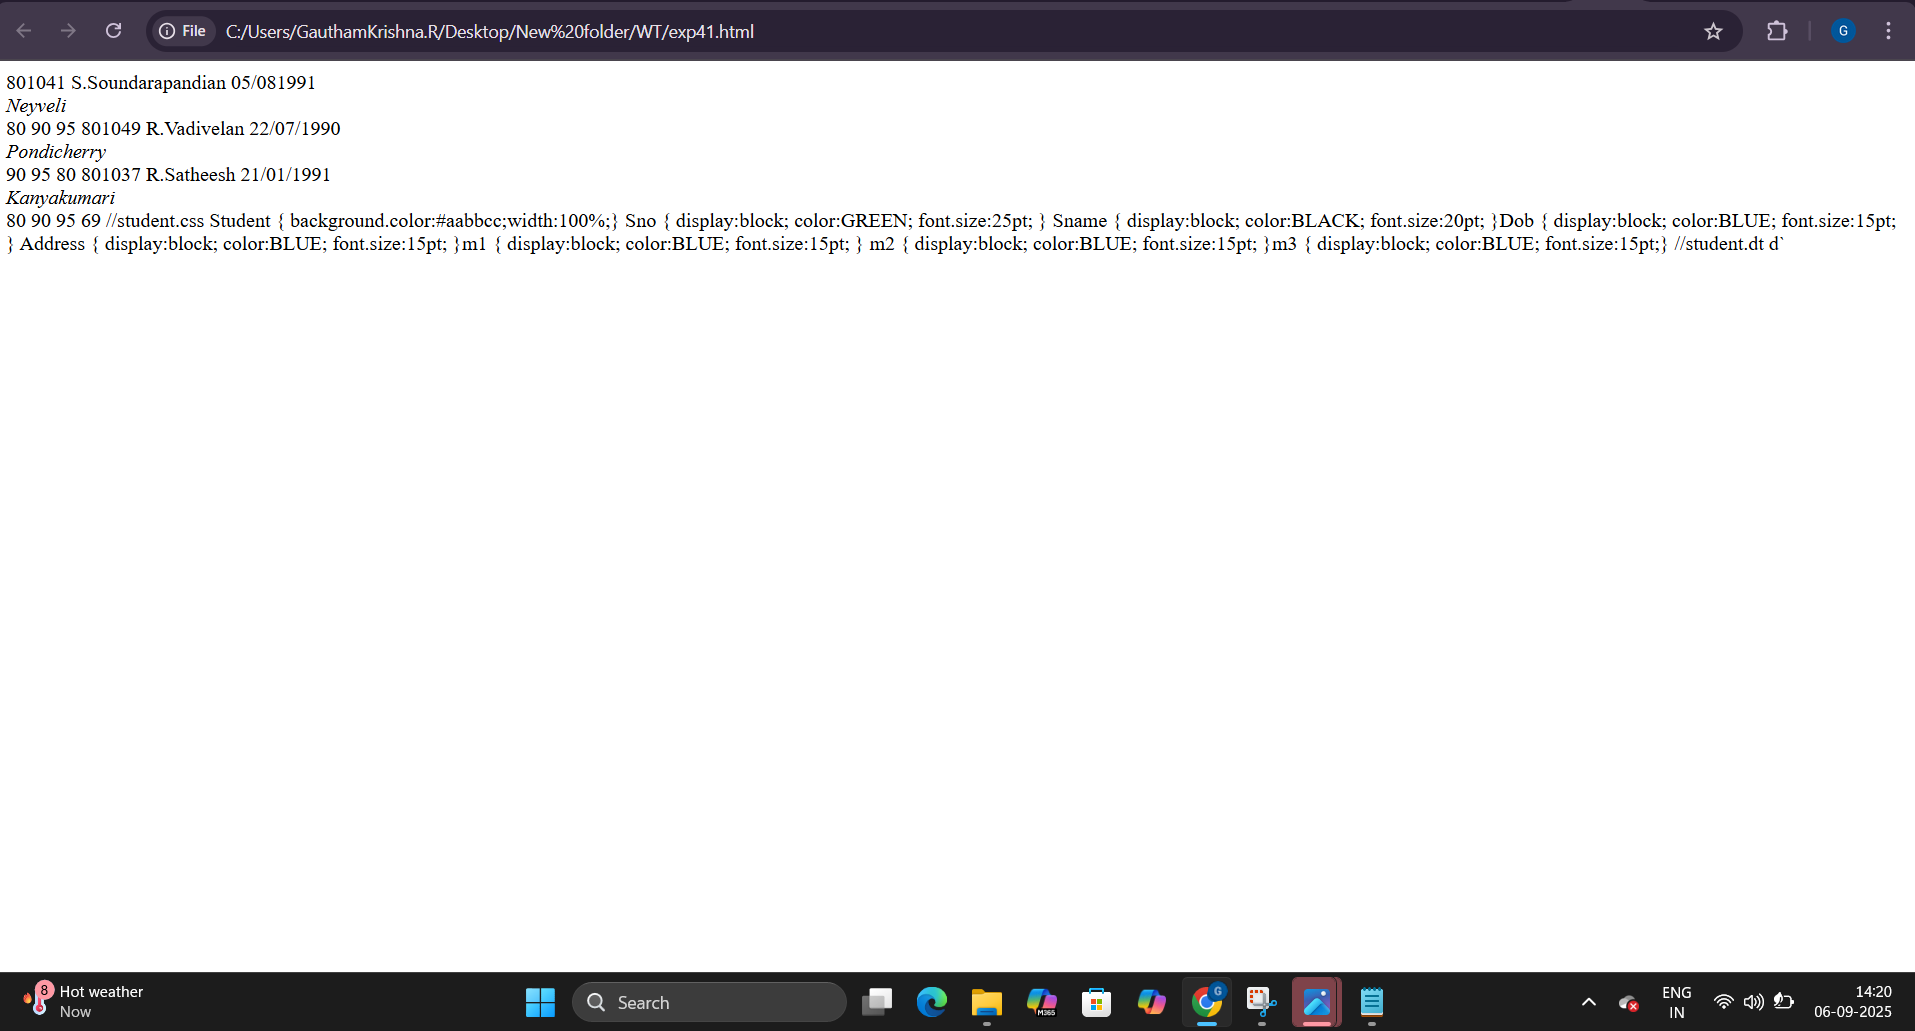 File
C:/Users/GauthamKrishna.R/Desktop/New%20folder/WT/exp41.html
G
801041 S.Soundarapandian 05/081991
Neyveli
80 90 95 801049 R.Vadivelan 22/07/1990
Pondicherry
90 95 80 801037 R.Satheesh 21/01/1991
Kanyakumari
80 90 95 69 //student.css Student { background.color:#aabbcc;width:100%;} Sno { display:block; color:GREEN; font.size:25pt; } Sname { display:block; color:BLACK; font.size:20pt; }Dob { display:block; color:BLUE; font.size:15pt;
} Address { display:block; color:BLUE; font.size:15pt; }m1 { display:block; color:BLUE; font.size:15pt; } m2 { display:block; color:BLUE; font.size:15pt; }m3 { display:block; color:BLUE; font.size:15pt;} //student.dt d`
8
Hot weather
Now
Search
M365
G
ENG
IN
14:20
06-09-2025